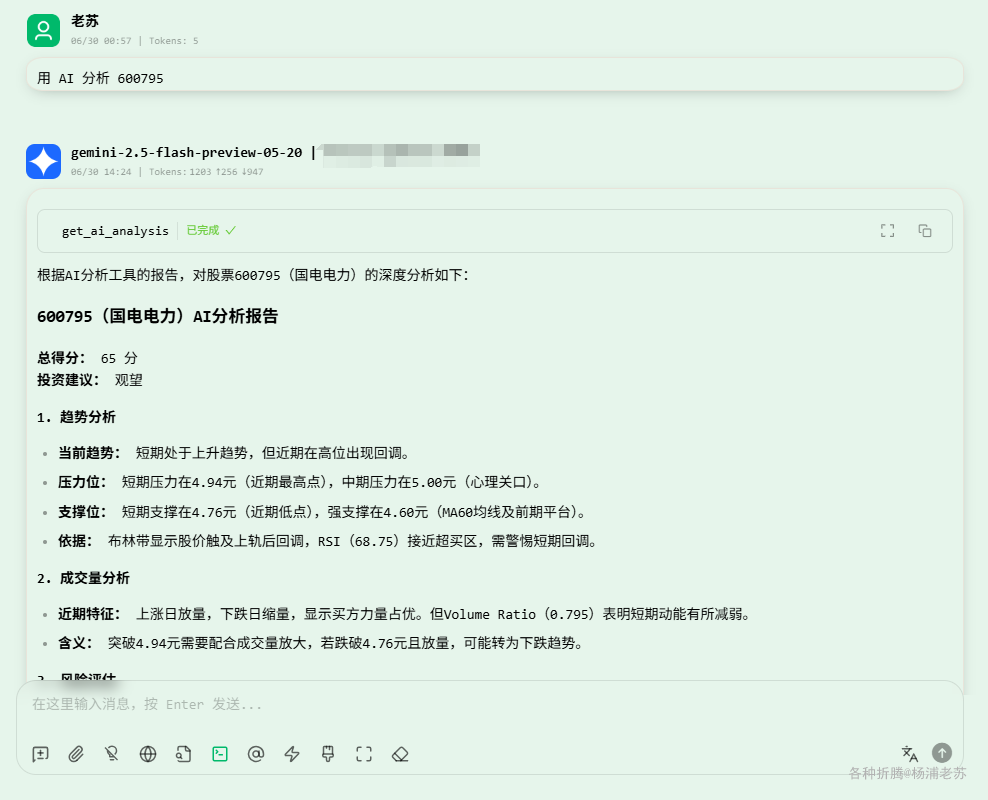 老苏
06/30 00:57 | Tokens: 5
用 AI 分析 600795
gemini-2.5-flash-preview-05-20 |
06/30 14:24 | Tokens: 1203 ↑256 ↓947
get_ai_analysis 已完成 ✓
根据AI分析工具的报告，对股票600795（国电电力）的深度分析如下：
600795（国电电力）AI分析报告
总得分： 65 分
投资建议： 观望
1. 趋势分析
• 当前趋势： 短期处于上升趋势，但近期在高位出现回调。
• 压力位： 短期压力在4.94元（近期最高点），中期压力在5.00元（心理关口）。
• 支撑位： 短期支撑在4.76元（近期低点），强支撑在4.60元（MA60均线及前期平台）。
• 依据： 布林带显示股价触及上轨后回调，RSI（68.75）接近超买区，需警惕短期回调。
2. 成交量分析
• 近期特征： 上涨日放量，下跌日缩量，显示买方力量占优。但Volume Ratio（0.795）表明短期动能有所减弱。
• 含义： 突破4.94元需要配合成交量放大，若跌破4.76元且放量，可能转为下跌趋势。
3. 风险评估
在这里输入消息，按 Enter 发送...
各种折腾@杨浦老苏